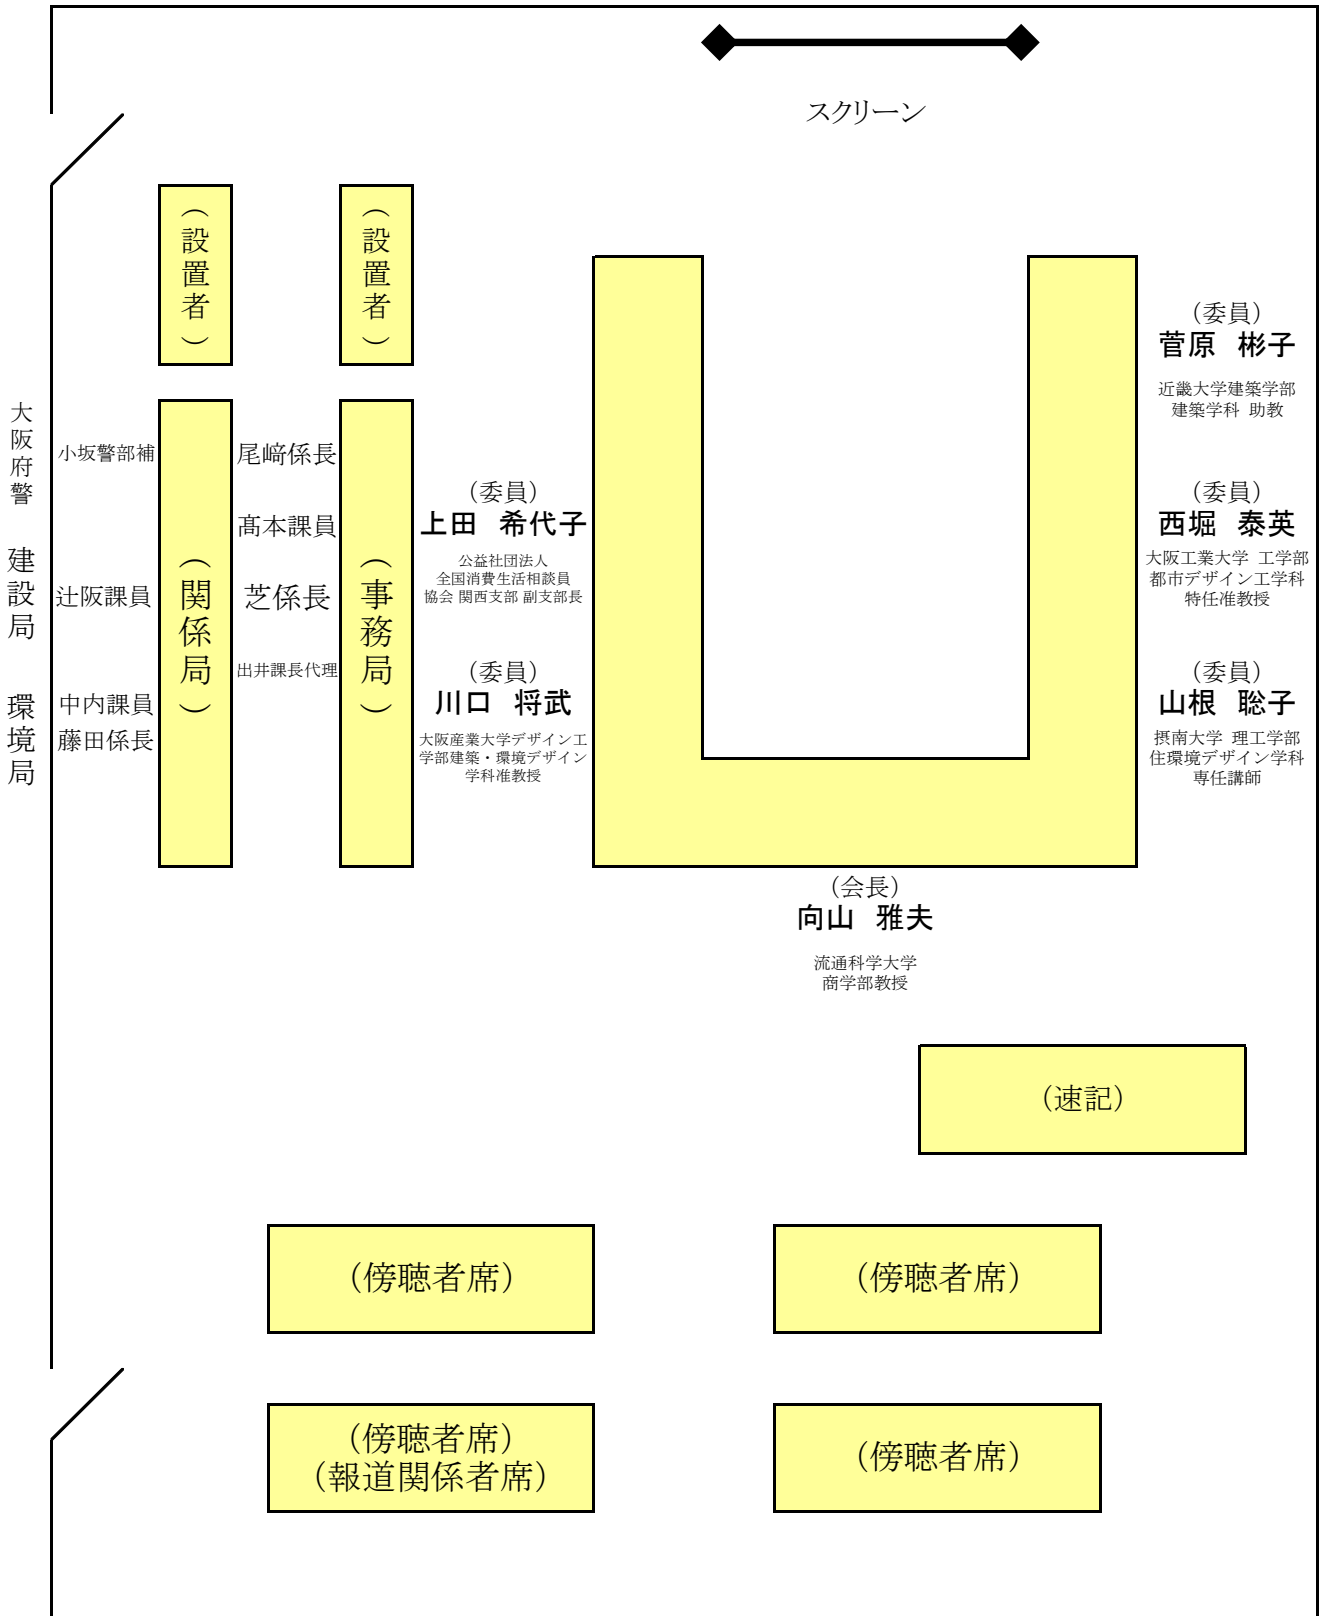 スクリーン
（設置者）
（設置者）
大阪府警
建設局
環境局
小坂警部補
辻阪課員
中内課員
藤田係長
（関係局）
尾﨑係長
髙本課員
芝係長
出井課長代理
（事務局）
（委員）
上田　希代子
公益社団法人
全国消費生活相談員
協会 関西支部 副支部長
（委員）
川口　将武
大阪産業大学デザイン工
学部建築・環境デザイン
学科准教授
（委員）
菅原　彬子
近畿大学建築学部
建築学科 助教
（委員）
西堀　泰英
大阪工業大学 工学部
都市デザイン工学科
特任准教授
（委員）
山根　聡子
摂南大学 理工学部
住環境デザイン学科
専任講師
（会長）
向山　雅夫
流通科学大学
商学部教授
（速記）
（傍聴者席）
（傍聴者席）
（傍聴者席）
（報道関係者席）
（傍聴者席）